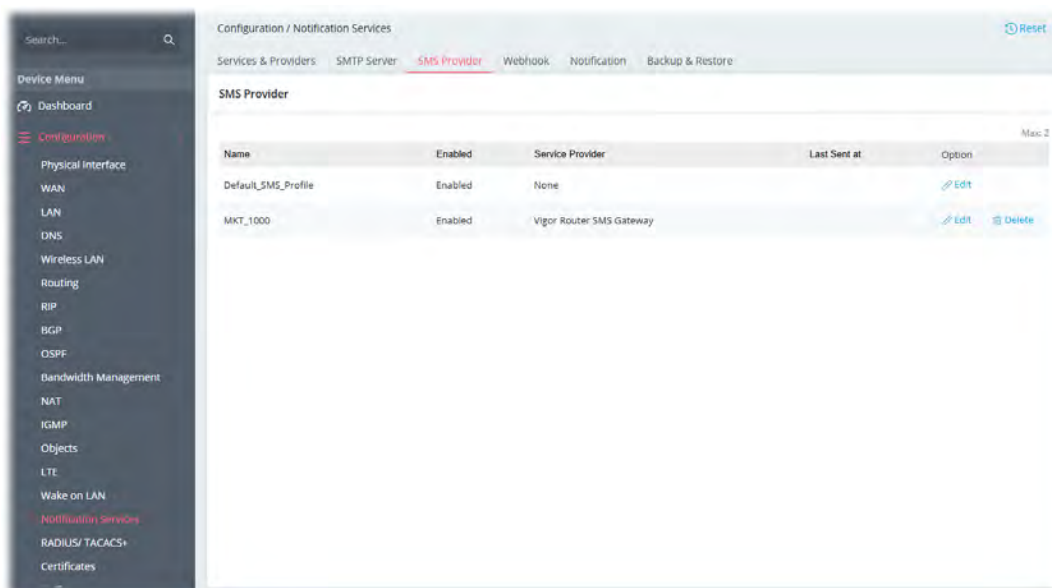 Search...
Device Menu
Dashboard
Configuration
Physical Interface
WAN
LAN
DNS
Wireless LAN
Routing
RIP
BGP
OSPF
Bandwidth Management
NAT
IGMP
Objects
LTE
Wake on LAN
Notification Services
RADIUS/ TACACS+
Certificates
Configuration / Notification Services
Reset
Services & Providers SMTP Server SMS Provider Webhook Notification Backup & Restore
SMS Provider
Max: 2
Name Enabled Service Provider Last Sent at Option
Default_SMS_Profile Enabled None Edit
MKT_1000 Enabled Vigor Router SMS Gateway Edit Delete